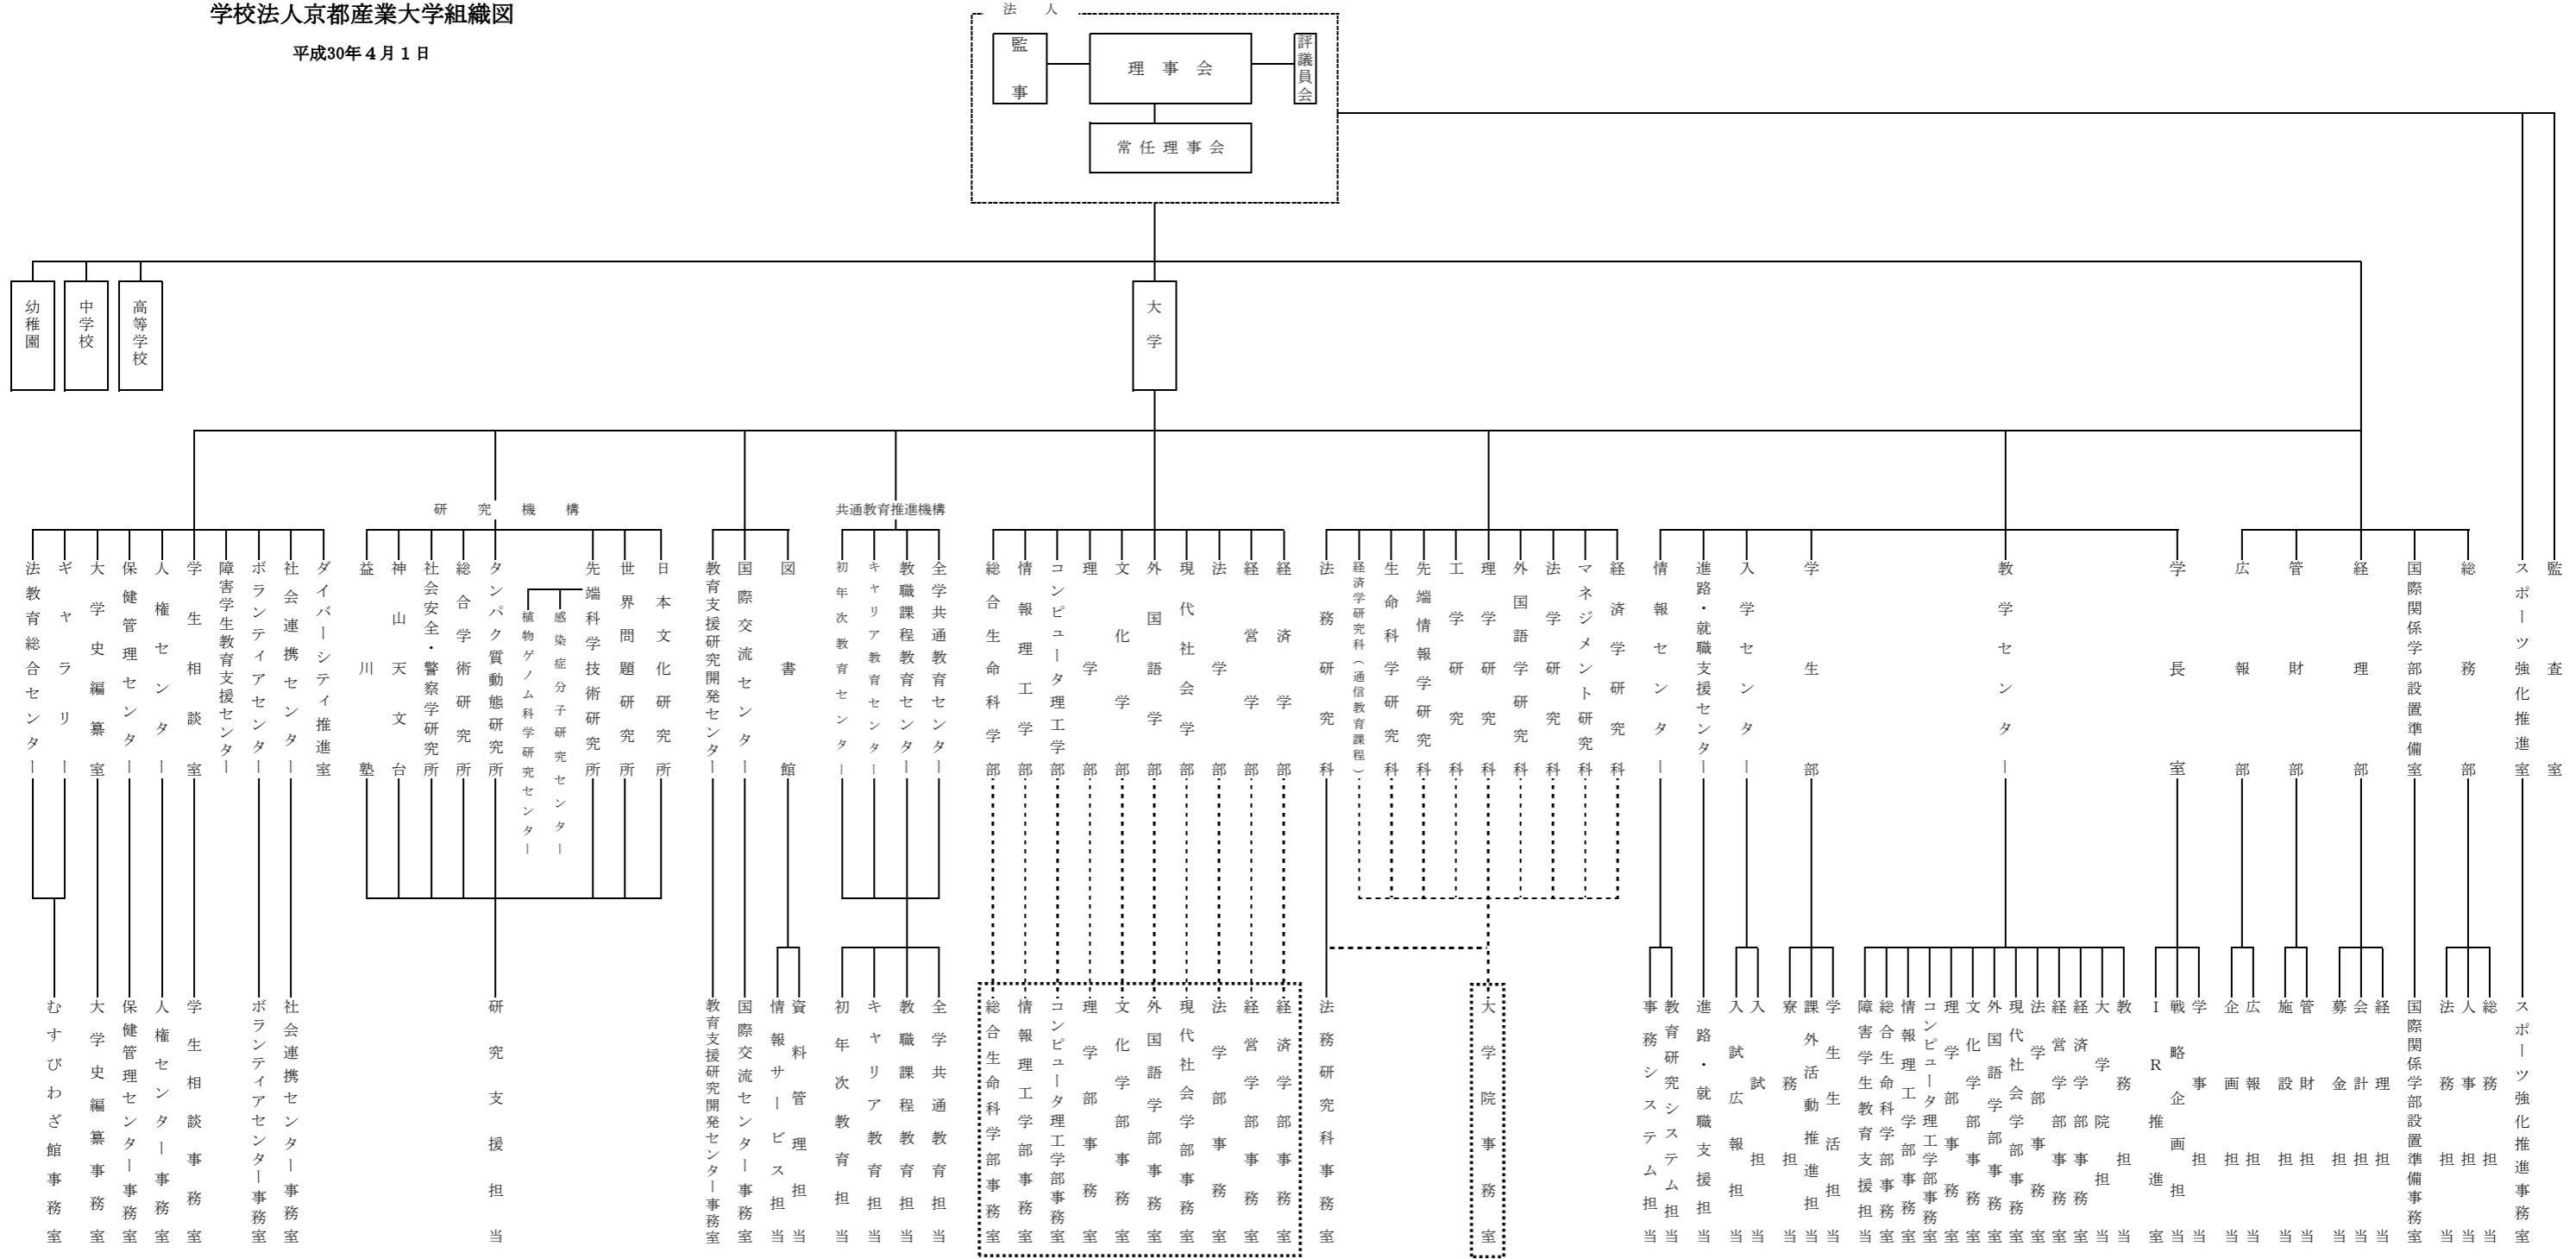 学校法人京都産業大学組織図
平成30年４月１日
法人
監事
理事会
評議員会
常任理事会
幼稚園
中学校
高等学校
大学
研究機構
共通教育推進機構
法教育総合センター
ギャラリー
大学史編纂室
保健管理センター
人権センター
学生相談室
障害学生教育支援センター
ボランティアセンター
社会連携センター
ダイバーシティ推進室
益川塾
神山天文台
社会安全・警察学研究所
総合学術研究所
タンパク質動態研究所
植物ゲノム科学研究センター
感染症分子研究センター
先端科学技術研究所
世界問題研究所
日本文化研究所
教育支援研究開発センター
国際交流センター
図書館
初年次教育センター
キャリア教育センター
教職課程教育センター
全学共通教育センター
総合生命科学部
情報理工学部
コンピュータ理工学部
理学部
文化学部
外国語学部
現代社会学部
法学部
経営学部
経済学部
法務研究科
経済学研究科（通信教育課程）
生命科学研究科
先端情報学研究科
工学研究科
理学研究科
外国語学研究科
法学研究科
マネジメント研究科
経済学研究科
情報センター
進路・就職支援センター
入学センター
学生部
教学センター
学長室
広報部
管財部
経理部
国際関係学部設置準備室
総務部
スポーツ強化推進室
監査室
むすびわざ館事務室
大学史編纂事務室
保健管理センター事務室
人権センター事務室
学生相談事務室
ボランティアセンター事務室
社会連携センター事務室
研究支援担当
教育支援研究開発センター事務室
国際交流センター事務室
情報サービス担当
資料管理担当
初年次教育担当
キャリア教育担当
教職課程教育担当
全学共通教育担当
総合生命科学部事務室
情報理工学部事務室
コンピュータ理工学部事務室
理学部事務室
文化学部事務室
外国語学部事務室
現代社会学部事務室
法学部事務室
経営学部事務室
経済学部事務室
法務研究科事務室
大学院事務室
事務システム担当
教育研究システム担当
進路・就職支援担当
入試広報担当
入試担当
寮務担当
課外活動推進担当
学生生活担当
障害学生教育支援担当
総合生命科学部事務室
情報理工学部事務室
コンピュータ理工学部事務室
理学部事務室
文化学部事務室
外国語学部事務室
現代社会学部事務室
法学部事務室
経営学部事務室
経済学部事務室
大学院担当
教務担当
ＩＲ推進室
戦略企画担当
学事担当
企画担当
広報担当
施設担当
管財担当
募金担当
会計担当
経理担当
国際関係学部設置準備事務室
法務担当
人事担当
総務担当
スポーツ強化推進事務室